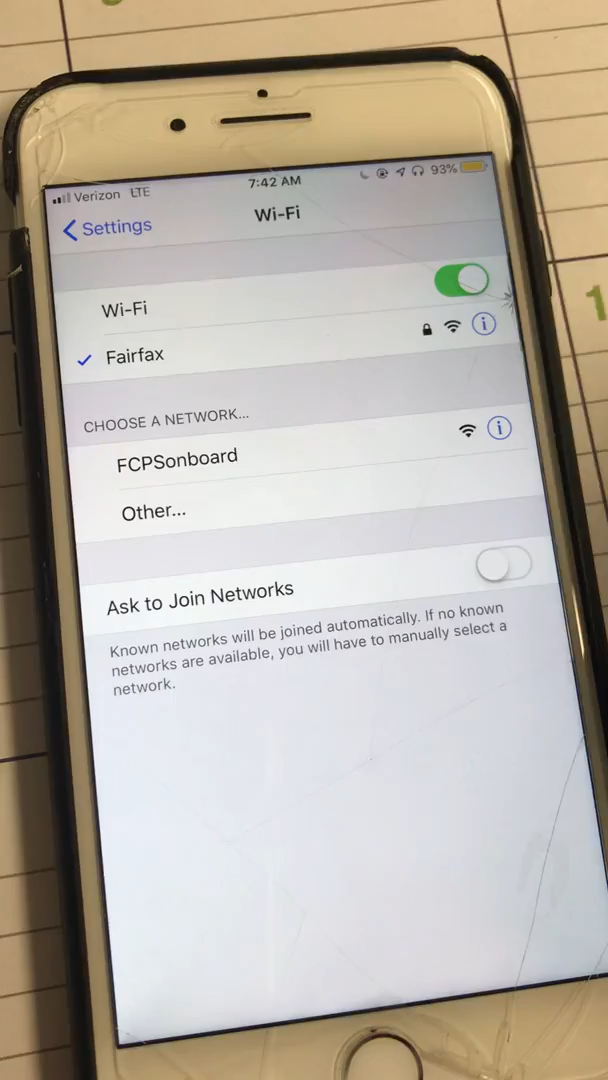 Verizon LTE 7:42 AM 93%
Settings Wi-Fi
Wi-Fi
Fairfax
CHOOSE A NETWORK...
FCPSonboard
Other...
Ask to Join Networks
Known networks will be joined automatically. If no known
networks are available, you will have to manually select a
network.